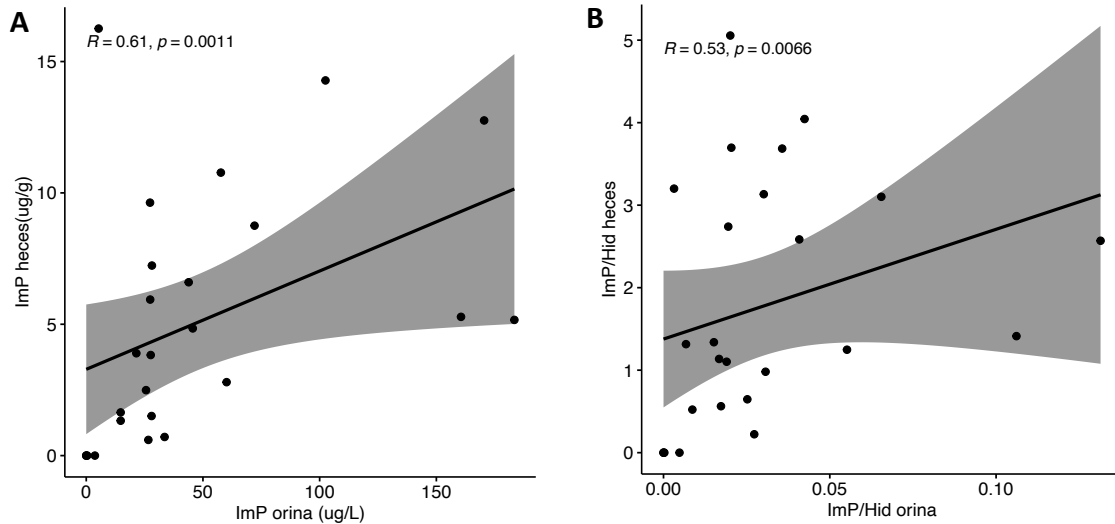 A
R = 0.61, p = 0.0011
15
10
5
0
ImP heces(ug/g)
0
50
100
150
ImP orina (ug/L)
B
R = 0.53, p = 0.0066
5
4
3
2
1
0
ImP/Hid heces
0.00
0.05
0.10
ImP/Hid orina